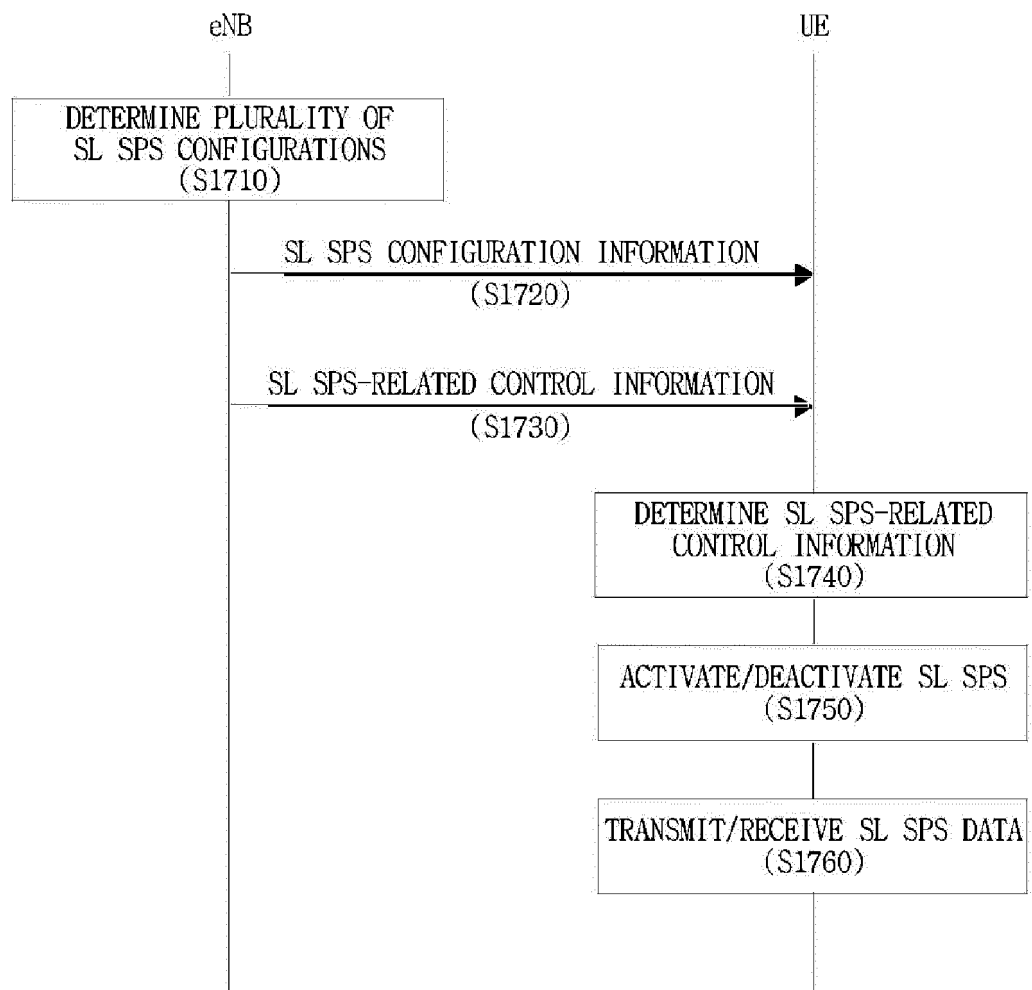 eNB
UE
DETERMINE PLURALITY OF
SL SPS CONFIGURATIONS
(S1710)
SL SPS CONFIGURATION INFORMATION
(S1720)
SL SPS-RELATED CONTROL INFORMATION
(S1730)
DETERMINE SL SPS-RELATED
CONTROL INFORMATION
(S1740)
ACTIVATE/DEACTIVATE SL SPS
(S1750)
TRANSMIT/RECEIVE SL SPS DATA
(S1760)